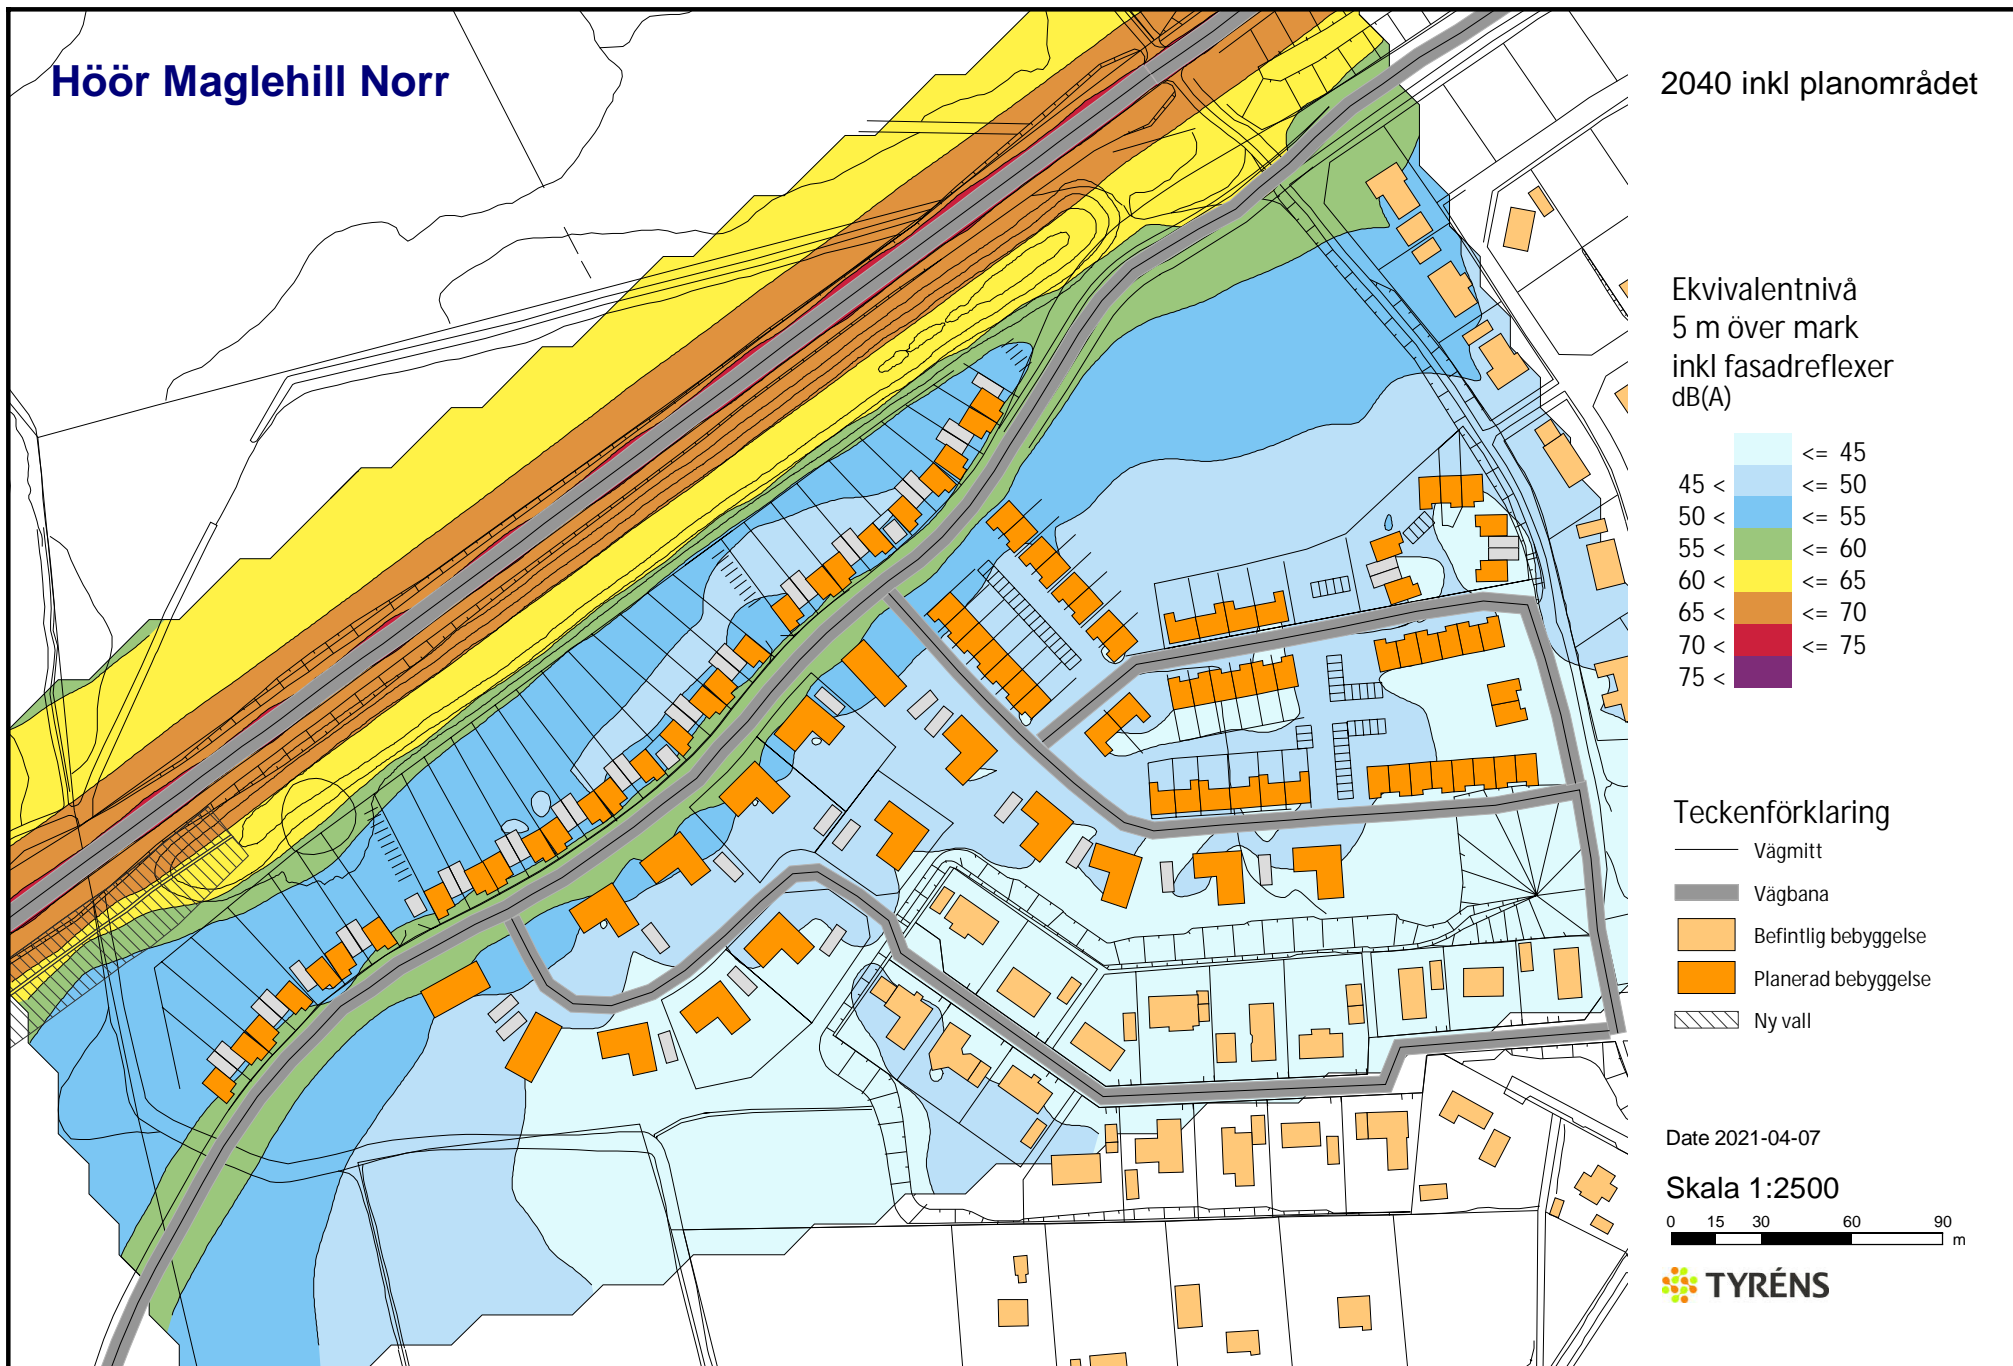 Höör Maglehill Norr
2040 inkl planområdet
Ekvivalentnivå
5 m över mark
inkl fasadreflexer
dB(A)
<= 45
45 < <= 50
50 < <= 55
55 < <= 60
60 < <= 65
65 < <= 70
70 < <= 75
75 <
Teckenförklaring
Vägmitt
Vägbana
Befintlig bebyggelse
Planerad bebyggelse
Ny vall
Date 2021-04-07
Skala 1:2500
0 15 30 60 90
m
TYRÉNS